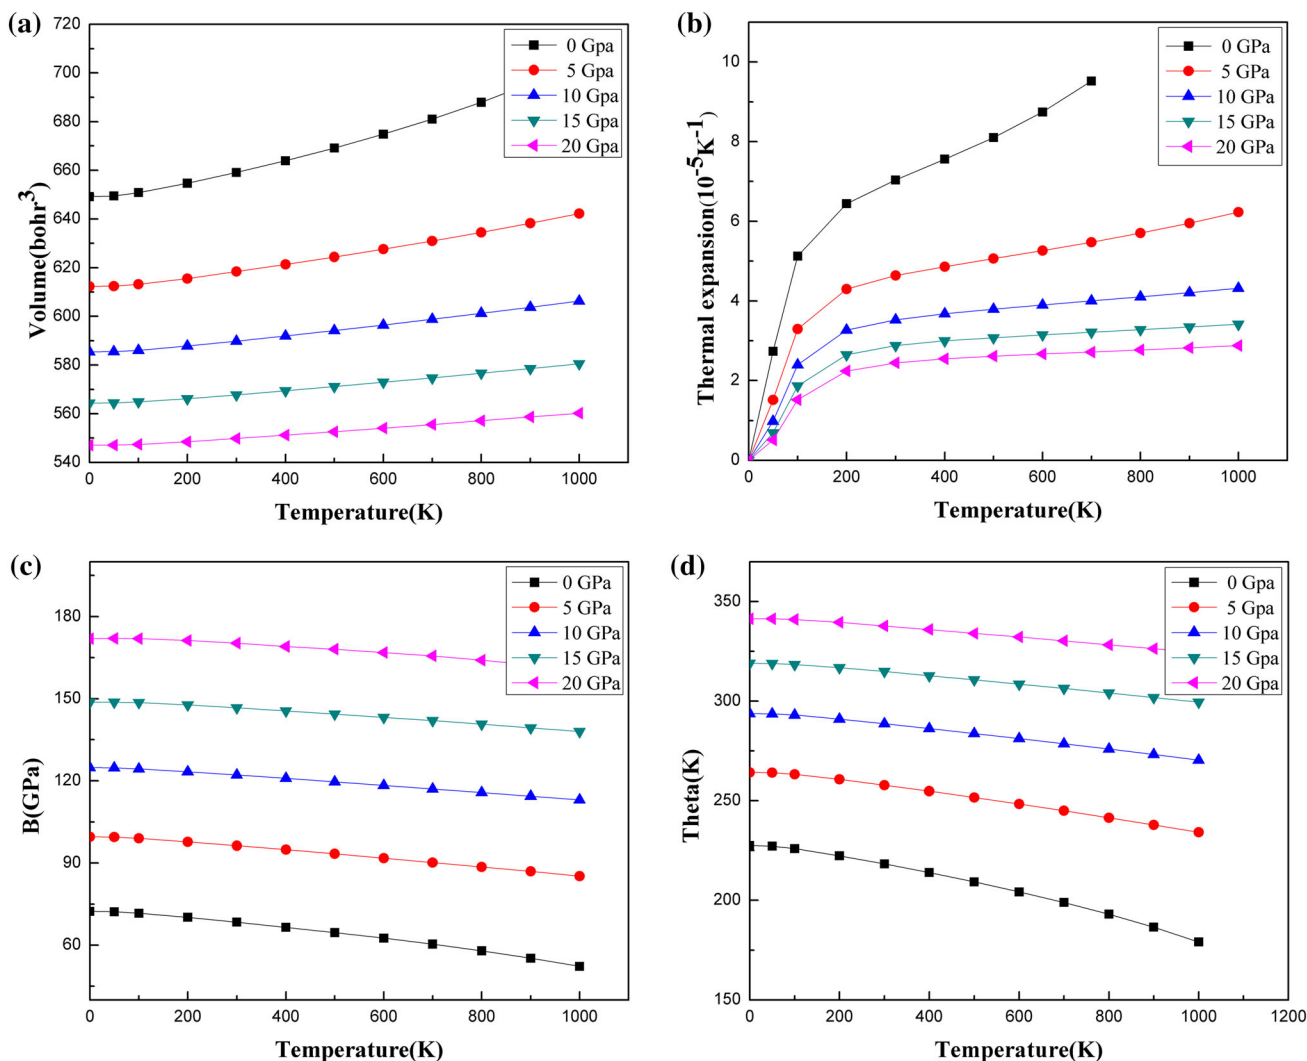 (a)
720
700
680
660
640
620
600
580
560
540
Volume(bohr³)
0 Gpa
5 Gpa
10 Gpa
15 Gpa
20 Gpa
0 200 400 600 800 1000
Temperature(K)
(b)
10
8
6
4
2
0
Thermal expansion(10⁻⁵K⁻¹)
0 GPa
5 GPa
10 GPa
15 GPa
20 GPa
0 200 400 600 800 1000
Temperature(K)
(c)
180
150
120
90
60
B(GPa)
0 GPa
5 GPa
10 GPa
15 GPa
20 GPa
0 200 400 600 800 1000
Temperature(K)
(d)
350
300
250
200
150
Theta(K)
0 Gpa
5 Gpa
10 Gpa
15 Gpa
20 Gpa
0 200 400 600 800 1000 1200
Temperature(K)